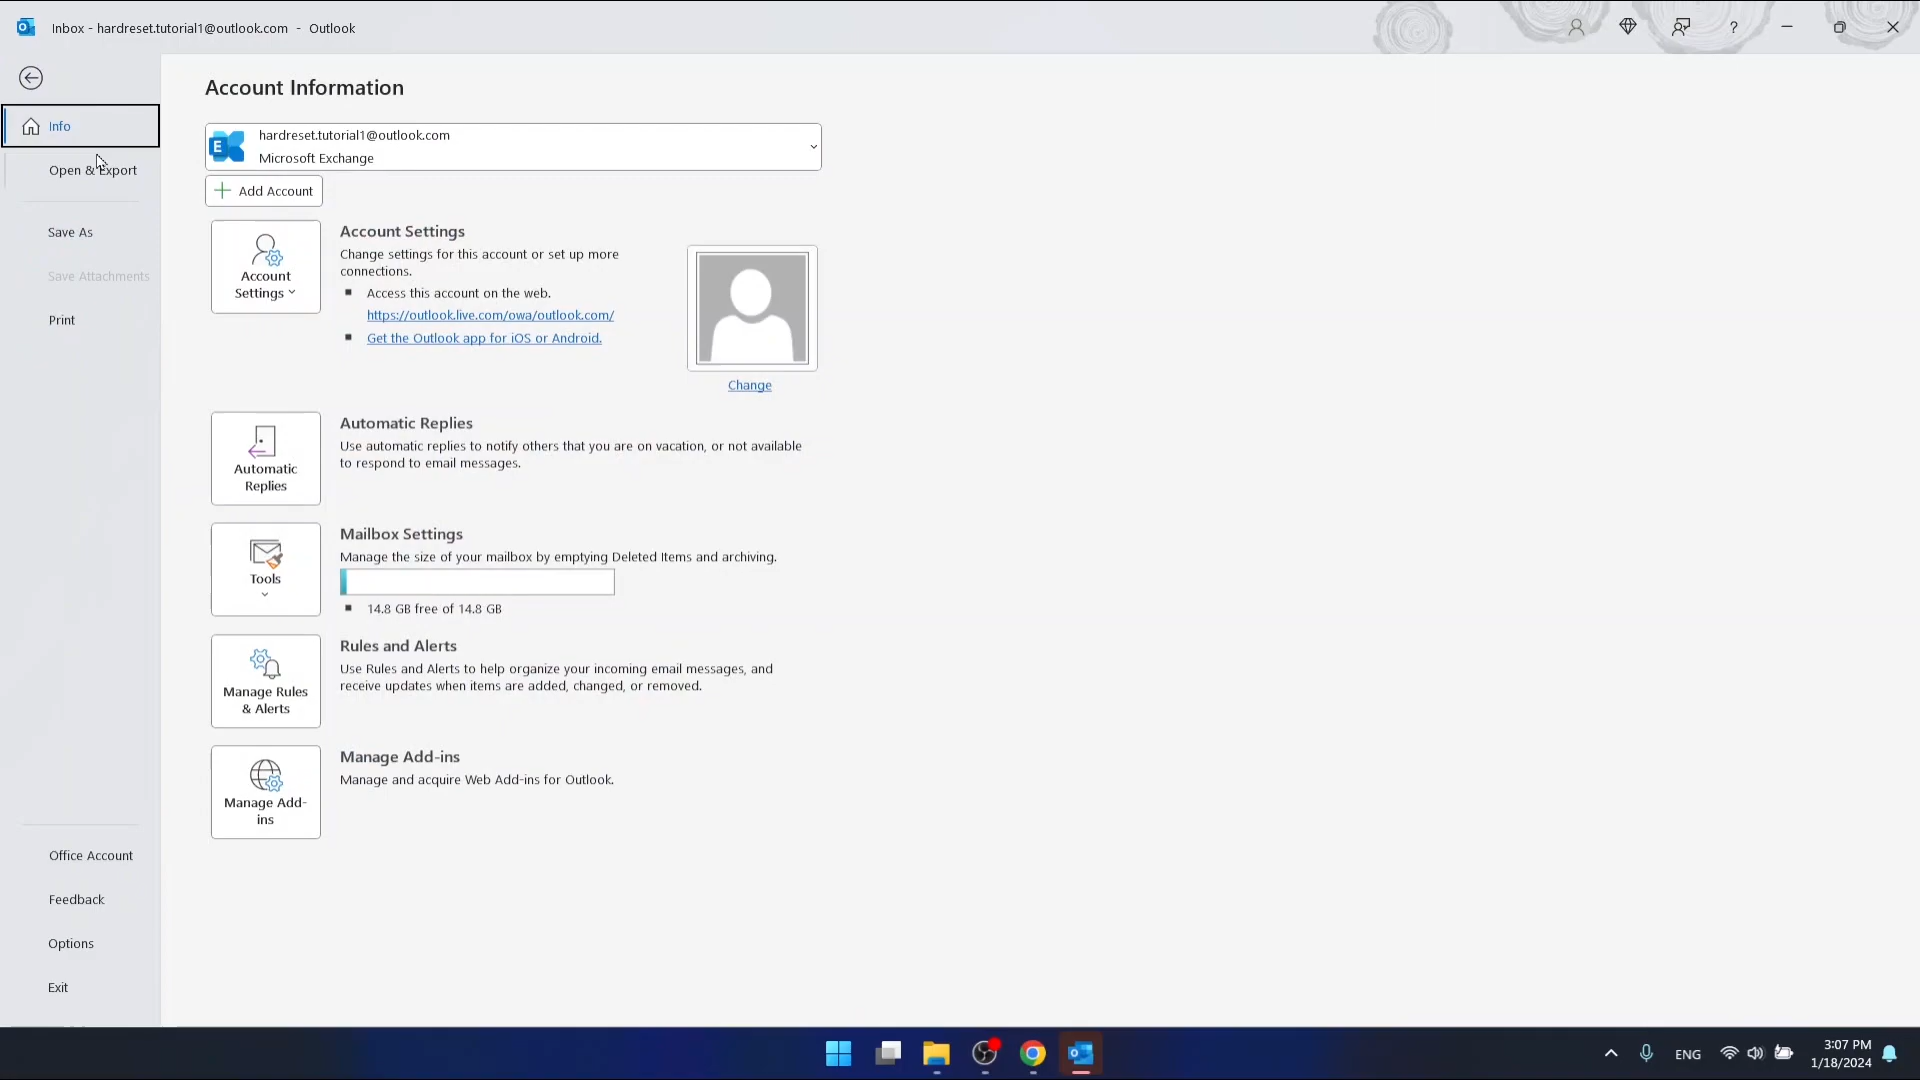 Inbox - hardreset.tutorial1@outlook.com - Outlook
?
Info
Open & Export
Save As
Save Attachments
Print
Office Account
Feedback
Options
Exit
Account Information
E
hardreset.tutorial1@outlook.com
Microsoft Exchange
Add Account
Account
Settings
Account Settings
Change settings for this account or set up more
connections.
Access this account on the web.
https://outlook.live.com/owa/outlook.com/
Get the Outlook app for iOS or Android.
Change
Automatic
Replies
Automatic Replies
Use automatic replies to notify others that you are on vacation, or not available
to respond to email messages.
Tools
Mailbox Settings
Manage the size of your mailbox by emptying Deleted Items and archiving.
14.8 GB free of 14.8 GB
Manage Rules
& Alerts
Rules and Alerts
Use Rules and Alerts to help organize your incoming email messages, and
receive updates when items are added, changed, or removed.
Manage Add-
ins
Manage Add-ins
Manage and acquire Web Add-ins for Outlook.
ENG
3:07 PM
1/18/2024